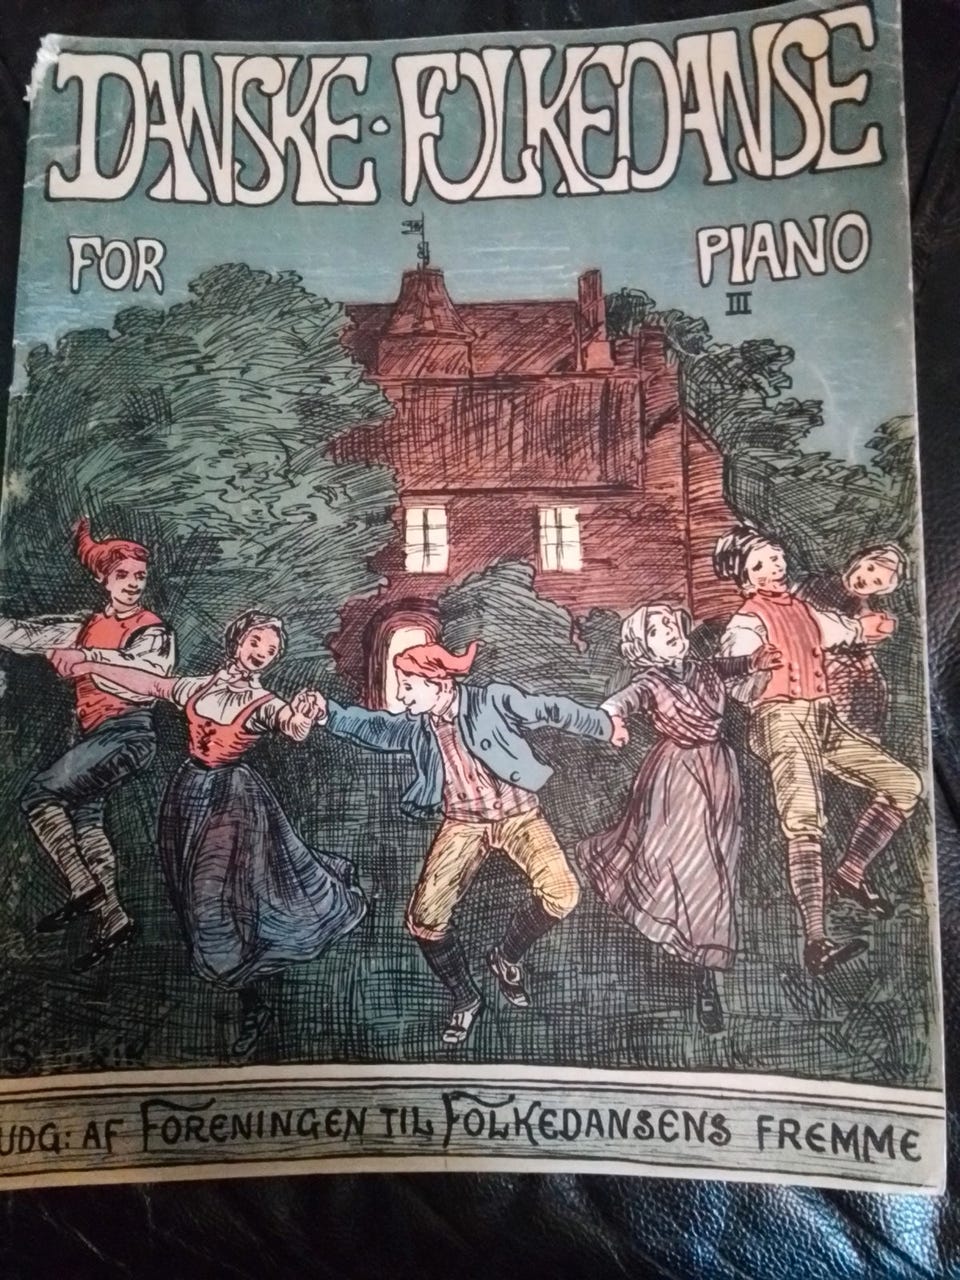 DANSKE · FOLKEDANSE
FOR PIANO
III
UDG: AF FORENINGEN TIL FOLKEDANSENS FREMME